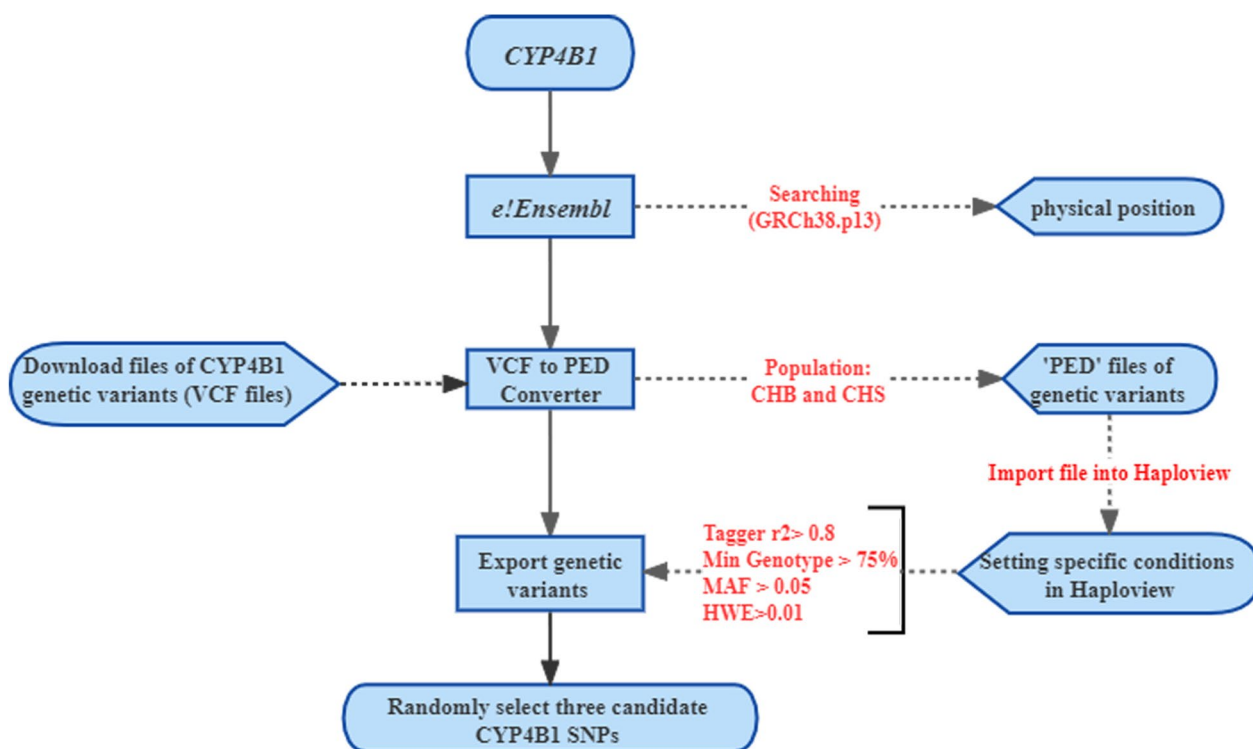 CYP4B1
e!Ensembl
Searching
(GRCh38.p13)
physical position
Download files of CYP4B1
genetic variants (VCF files)
VCF to PED
Converter
Population:
CHB and CHS
'PED' files of
genetic variants
Import file into Haploview
Setting specific conditions
in Haploview
Tagger r2> 0.8
Min Genotype > 75%
MAF > 0.05
HWE>0.01
Export genetic
variants
Randomly select three candidate
CYP4B1 SNPs